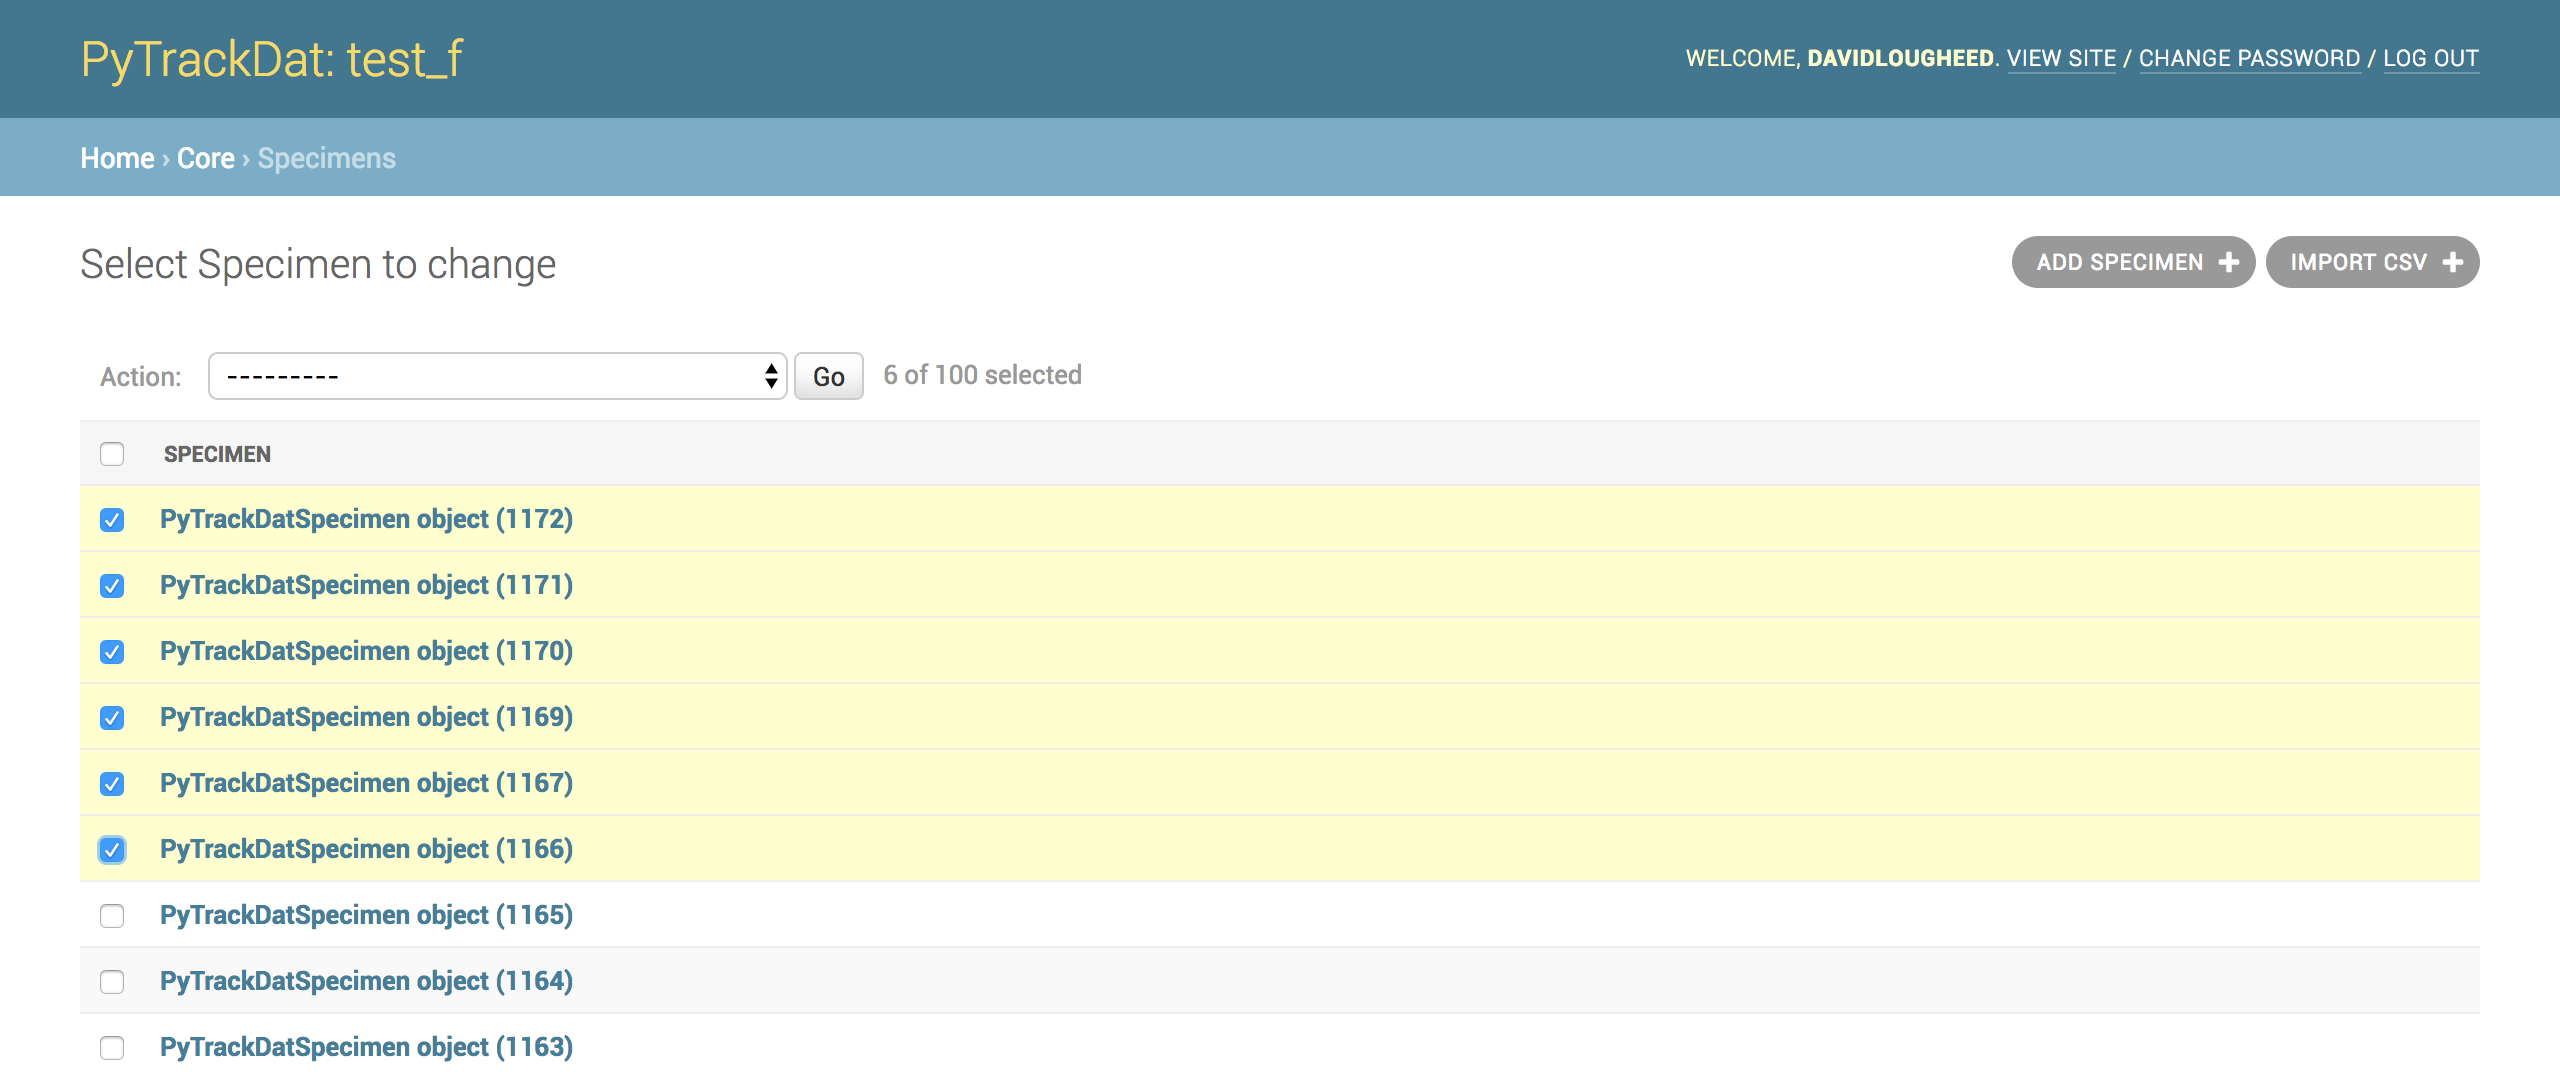 PyTrackDat: test_f
WELCOME, DAVIDLOUGHEED. VIEW SITE / CHANGE PASSWORD / LOG OUT
Home › Core › Specimens
Select Specimen to change
ADD SPECIMEN +
IMPORT CSV +
Action: --------- Go 6 of 100 selected
SPECIMEN
PyTrackDatSpecimen object (1172)
PyTrackDatSpecimen object (1171)
PyTrackDatSpecimen object (1170)
PyTrackDatSpecimen object (1169)
PyTrackDatSpecimen object (1167)
PyTrackDatSpecimen object (1166)
PyTrackDatSpecimen object (1165)
PyTrackDatSpecimen object (1164)
PyTrackDatSpecimen object (1163)